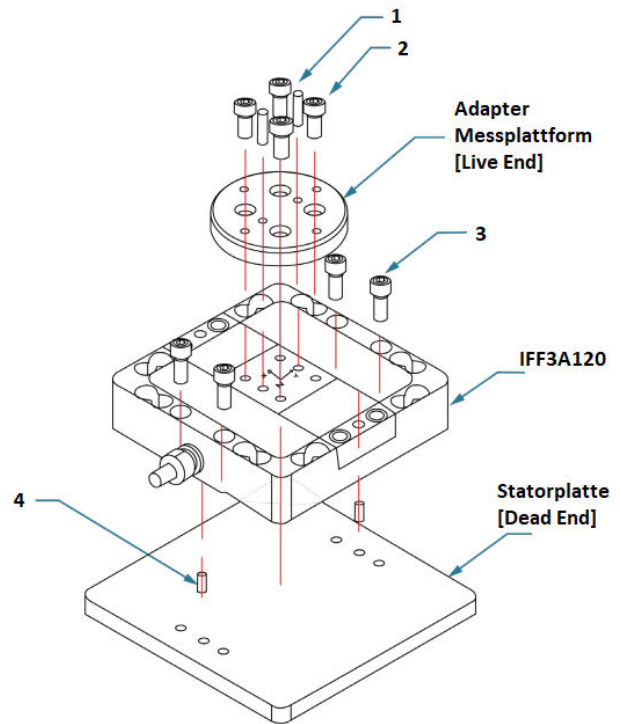 1
2
Adapter
Messplattform
[Live End]
3
IFF3A120
Statorplatte
[Dead End]
4